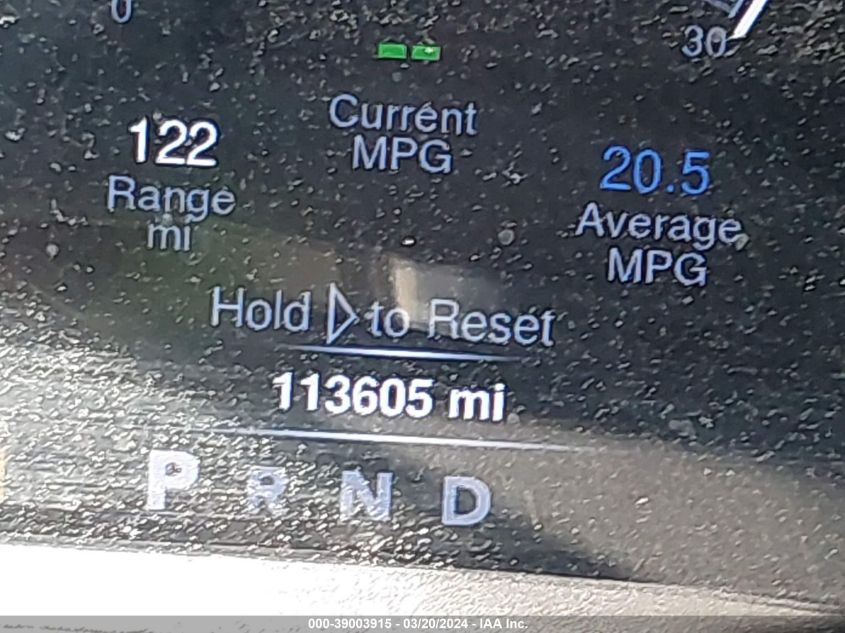 0
30
--
Current
MPG
122
Range
mi
20.5
Average
MPG
Hold ▷ to Reset
113605 mi
P R N D
000-39003915 - 03/20/2024 - IAA Inc.